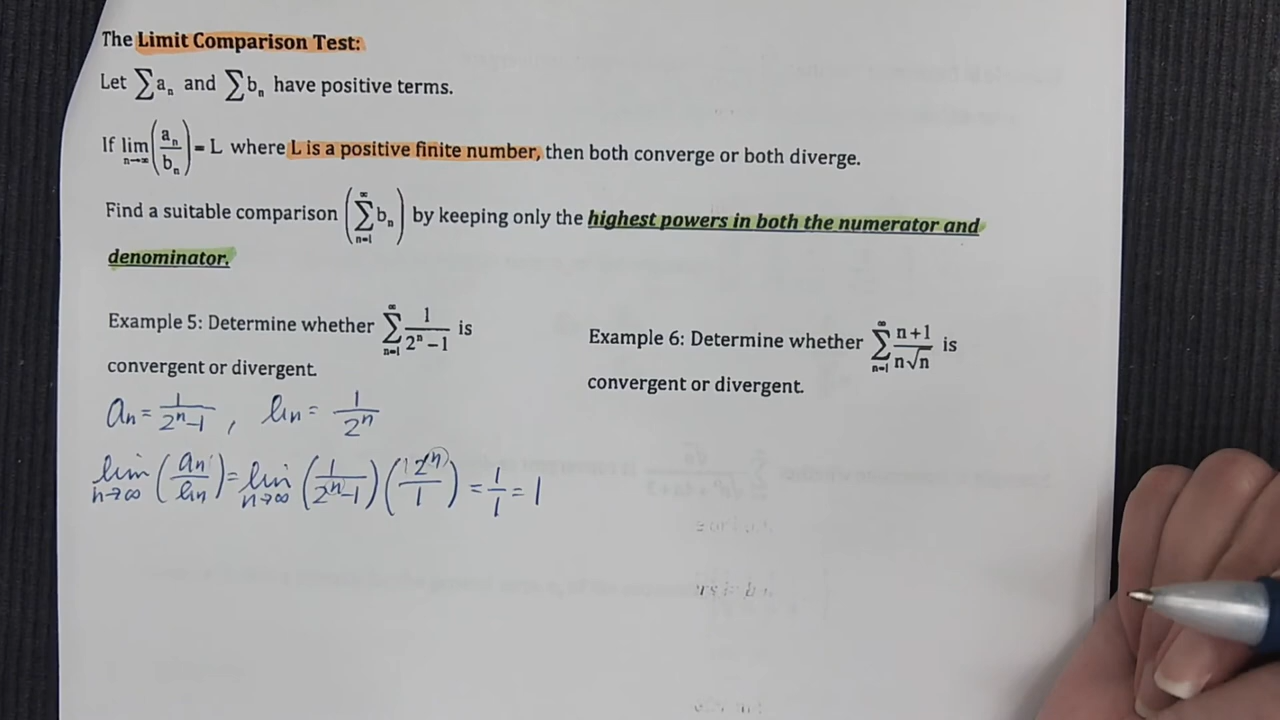 The Limit Comparison Test:
Let ∑aₙ and ∑bₙ have positive terms.
If lim n→∞ (aₙ/bₙ) = L where L is a positive finite number, then both converge or both diverge.
Find a suitable comparison (∑ n=1 ∞ bₙ) by keeping only the highest powers in both the numerator and
denominator.
Example 5: Determine whether ∑ n=1 ∞ 1/(2ⁿ−1) is
convergent or divergent.
aₙ = 1/(2ⁿ−1), bₙ = 1/2ⁿ
lim n→∞ (aₙ/bₙ) = lim n→∞ (1/(2ⁿ−1))(12ⁿ/1) = 1/1 = 1
Example 6: Determine whether ∑ n=1 ∞ (n+1)/(n√n) is
convergent or divergent.